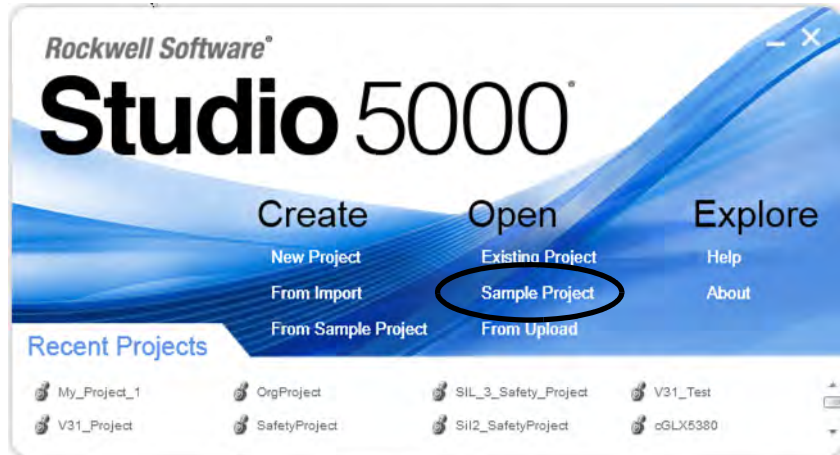 Rockwell Software®
Studio 5000®
Create Open Explore
New Project Existing Project Help
From Import Sample Project About
From Sample Project From Upload
Recent Projects
My_Project_1 OrgProject SIL_3_Safety_Project V31_Test
V31_Project SafetyProject Sil2_SafetyProject cGLX5380